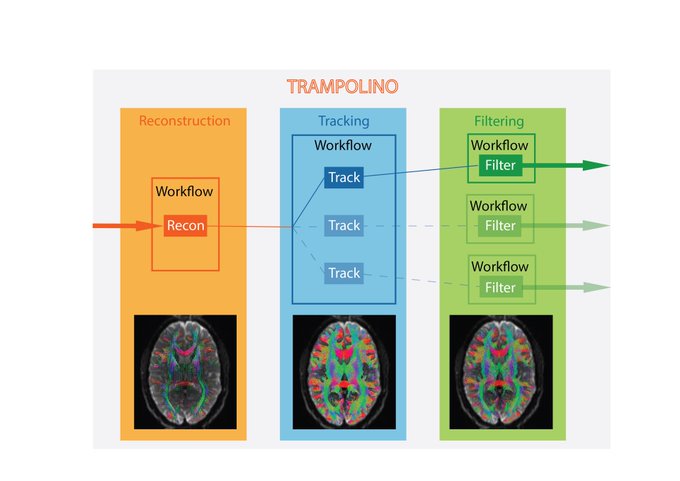 TRAMPOLINO
Reconstruction
Workflow
Recon
Tracking
Workflow
Track
Track
Track
Filtering
Workflow
Filter
Workflow
Filter
Workflow
Filter